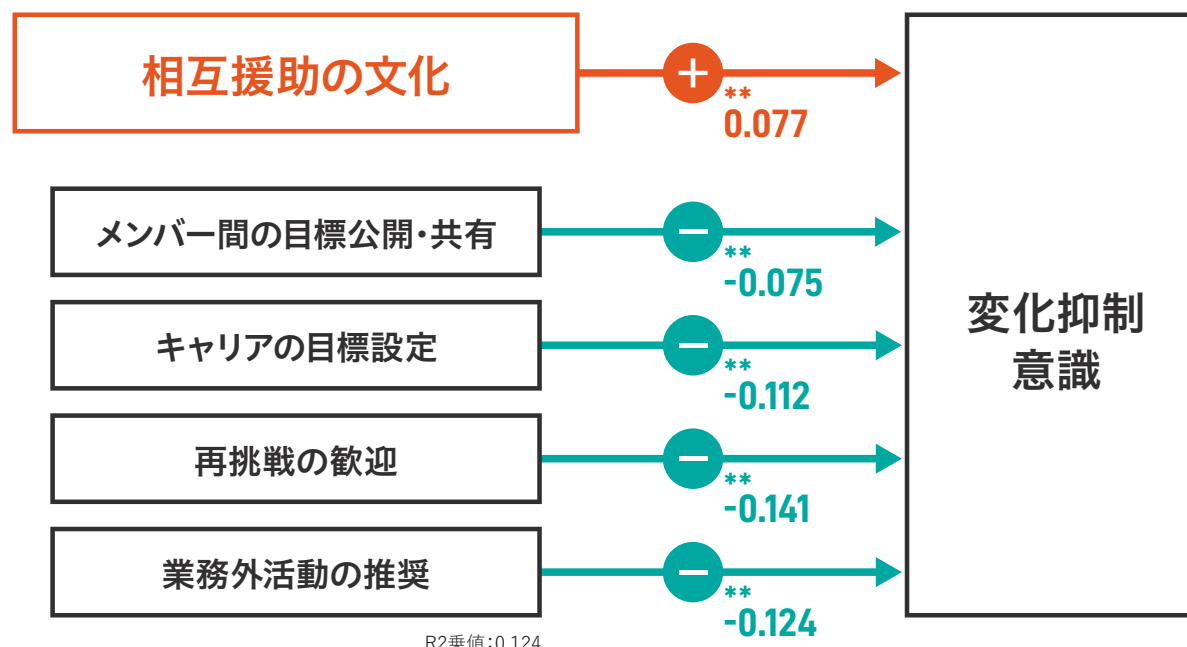 相互援助の文化
+
**
0.077
メンバー間の目標公開・共有
−
**
-0.075
キャリアの目標設定
−
**
-0.112
再挑戦の歓迎
−
**
-0.141
業務外活動の推奨
−
**
-0.124
変化抑制
意識
R2乗値:0.124